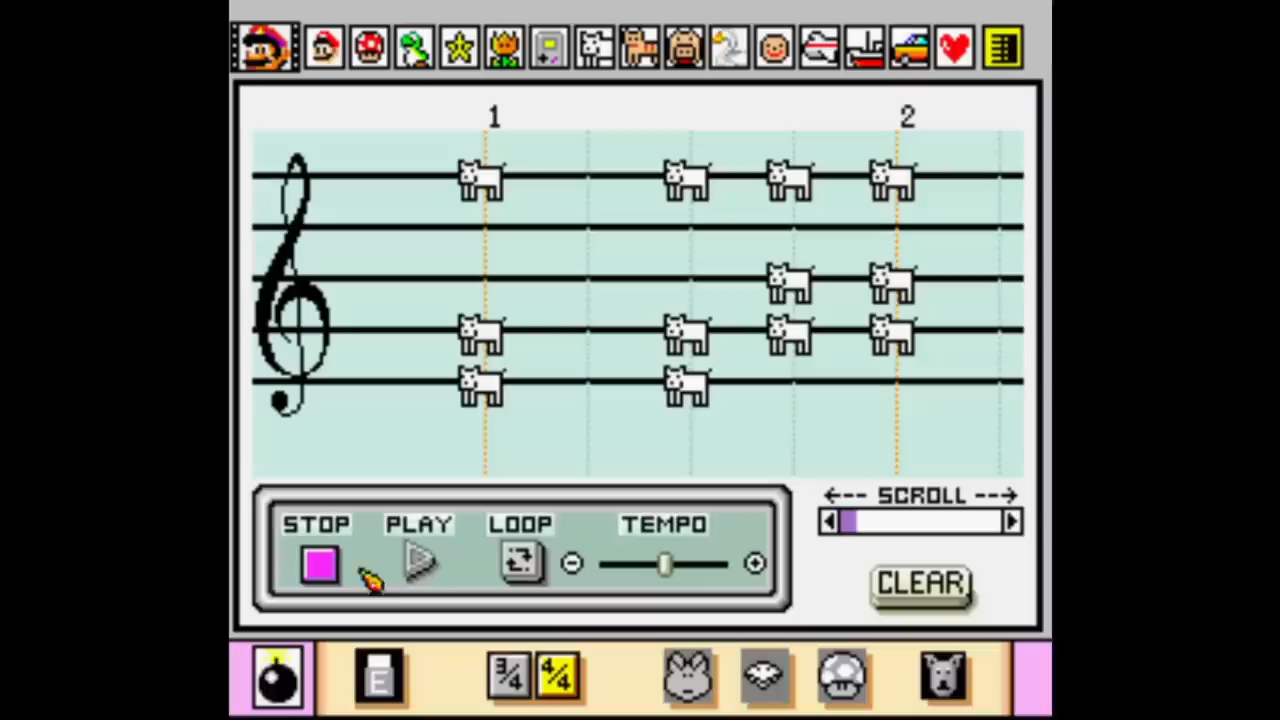 1 2
<--- SCROLL --->
STOP PLAY LOOP TEMPO
CLEAR
E 3/4 4/4